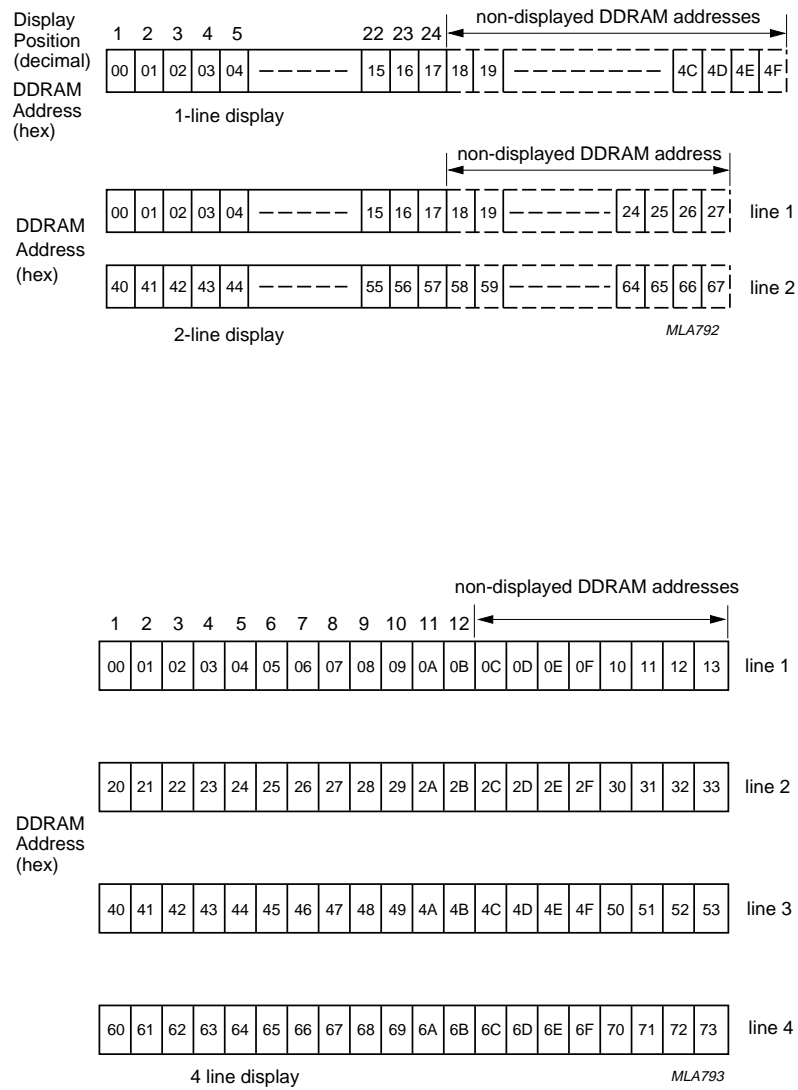 Display
Position
(decimal)
1 2 3 4 5 22 23 24
non-displayed DDRAM addresses
DDRAM
Address
(hex)
00 01 02 03 04 15 16 17 18 19 4C 4D 4E 4F
1-line display
non-displayed DDRAM address
DDRAM
Address
(hex)
00 01 02 03 04 15 16 17 18 19 24 25 26 27 line 1
40 41 42 43 44 55 56 57 58 59 64 65 66 67 line 2
2-line display
MLA792
non-displayed DDRAM addresses
1 2 3 4 5 6 7 8 9 10 11 12
00 01 02 03 04 05 06 07 08 09 0A 0B 0C 0D 0E 0F 10 11 12 13 line 1
20 21 22 23 24 25 26 27 28 29 2A 2B 2C 2D 2E 2F 30 31 32 33 line 2
DDRAM
Address
(hex)
40 41 42 43 44 45 46 47 48 49 4A 4B 4C 4D 4E 4F 50 51 52 53 line 3
60 61 62 63 64 65 66 67 68 69 6A 6B 6C 6D 6E 6F 70 71 72 73 line 4
4 line display
MLA793